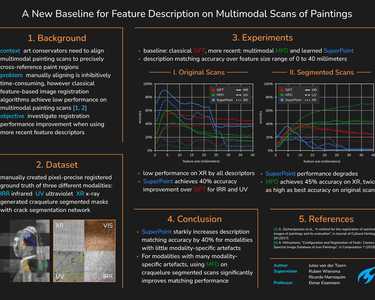 A New Baseline for Feature Description on Multimodal Scans of Paintings
1. Background
context art conservators need to align
multimodal painting scans to precisely
cross-reference paint regions
problem manually aligning is inhibitively
time-consuming, however classical
feature-based image registration
algorithms achieve low performance on
multimodal painting scans [1, 2]
objective investigate registration
performance improvement when using
more recent feature descriptors
2. Dataset
manually created pixel-precise registered
ground truth of three different modalities:
IRR infrared UV ultraviolet XR x-ray
generated craquelure segmented masks
with crack segmentation network
XR
VIS
UV
IRR
3. Experiments
baseline: classical SIFT, more recent: multimodal MFD and learned SuperPoint
description matching accuracy over feature size range of 0 to 40 millimeters
I. Original Scans
II. Segmented Scans
low performance on XR by all descriptors
SuperPoint achieves 40% accuracy
improvement over SIFT for IRR and UV
SuperPoint performance degrades
MFD achieves 45% accuracy on XR, twice
as high as best accuracy on original scans
4. Conclusion
SuperPoint starkly increases description
matching accuracy by 40% for modalities
with little modality-specific artefacts
For modalities with many modality-
specific artefacts, using MFD on
craquelure segmented scans significantly
improves matching performance
5. References
Author
Supervision
Professor
Jules van der Toorn
Ruben Wiersma
Ricardo Marroquim
Elmar Eisemann